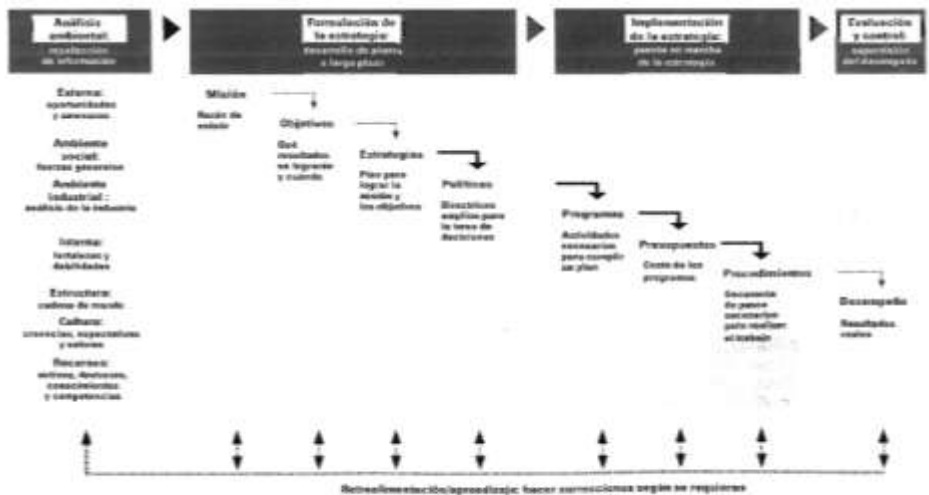 Análisis
ambiental:
recolección
de información
Formulación de
la estrategia:
desarrollo de planes
a largo plazo
Implementación
de la estrategia:
puesta en marcha
de la estrategia
Evaluación
y control:
supervisión
del desempeño
Externa:
oportunidades
y amenazas
Ambiente
social:
fuerzas generales
Ambiente
industrial:
análisis de la industria
Interna:
fortalezas y
debilidades
Estructura:
cadena de mando
Cultura:
creencias, expectativas
y valores
Recursos:
activos, destrezas,
conocimientos
y competencias
Misión
Razón de
existir
Objetivos
Qué
resultados
se lograrán
y cuándo
Estrategias
Plan para
lograr la
misión y
los objetivos
Políticas
Directrices
amplias para
la toma de
decisiones
Programas
Actividades
necesarias
para cumplir
un plan
Presupuestos
Costo de los
programas
Procedimientos
Secuencia
de pasos
necesarios
para realizar
el trabajo
Desempeño
Resultados
reales
Retroalimentación/aprendizaje: hacer correcciones según se requieran